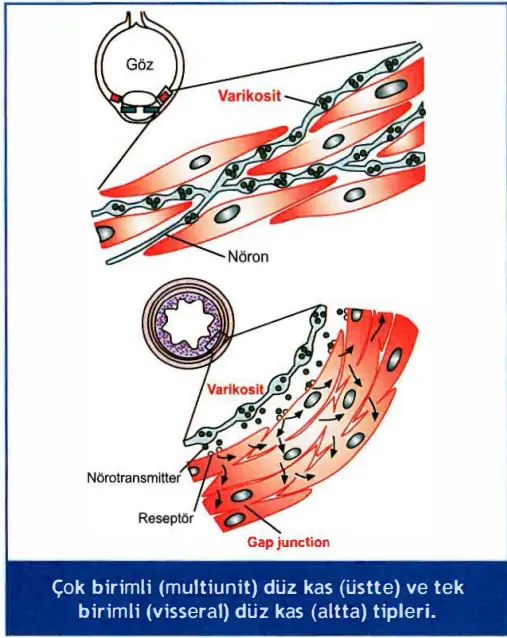 Göz
Varikosit
Nöron
Varikosit
Nörotransmitter
Reseptör
Gap junction
Çok birimli (multiunit) düz kas (üstte) ve tek
birimli (visseral) düz kas (altta) tipleri.